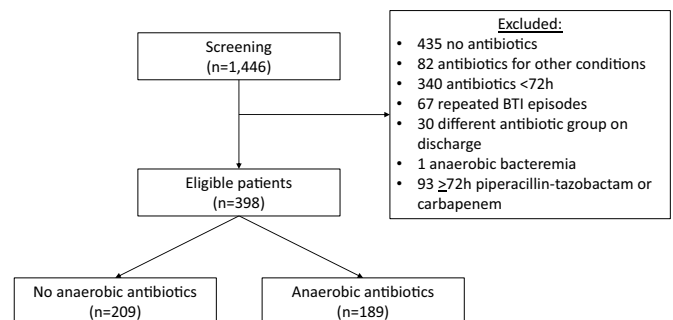 Screening
(n=1,446)
Excluded:
• 435 no antibiotics
• 82 antibiotics for other conditions
• 340 antibiotics <72h
• 67 repeated BTI episodes
• 30 different antibiotic group on
discharge
• 1 anaerobic bacteremia
• 93 ≥72h piperacillin-tazobactam or
carbapenem
Eligible patients
(n=398)
No anaerobic antibiotics
(n=209)
Anaerobic antibiotics
(n=189)